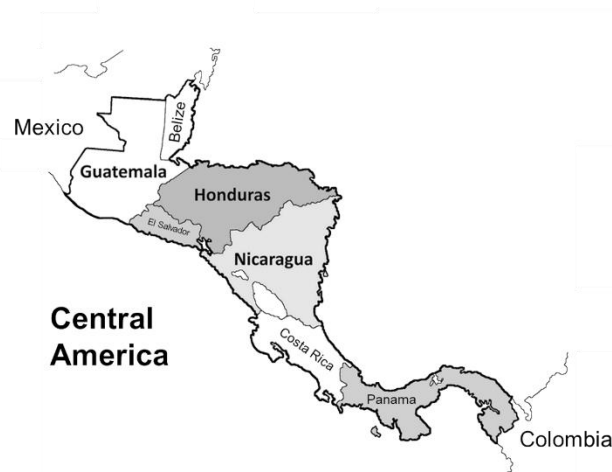 Mexico
Belize
Guatemala
Honduras
El Salvador
Nicaragua
Central
America
Costa Rica
Panama
Colombia